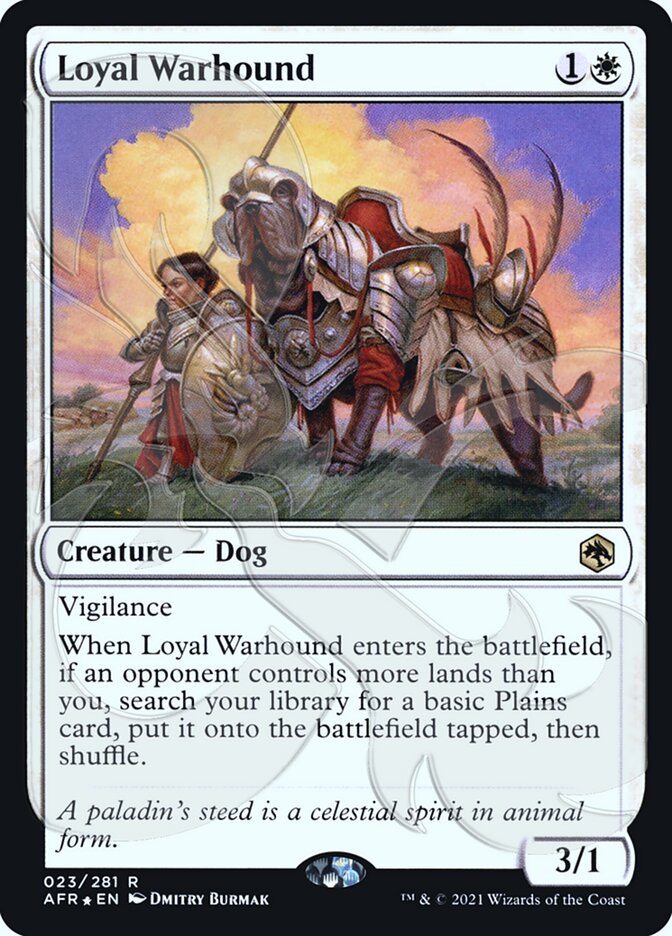 Loyal Warhound
1
Creature — Dog
Vigilance
When Loyal Warhound enters the battlefield,
if an opponent controls more lands than
you, search your library for a basic Plains
card, put it onto the battlefield tapped, then
shuffle.
A paladin's steed is a celestial spirit in animal
form.
3/1
023/281 R
AFR ★ EN Dmitry Burmak
™ & © 2021 Wizards of the Coast